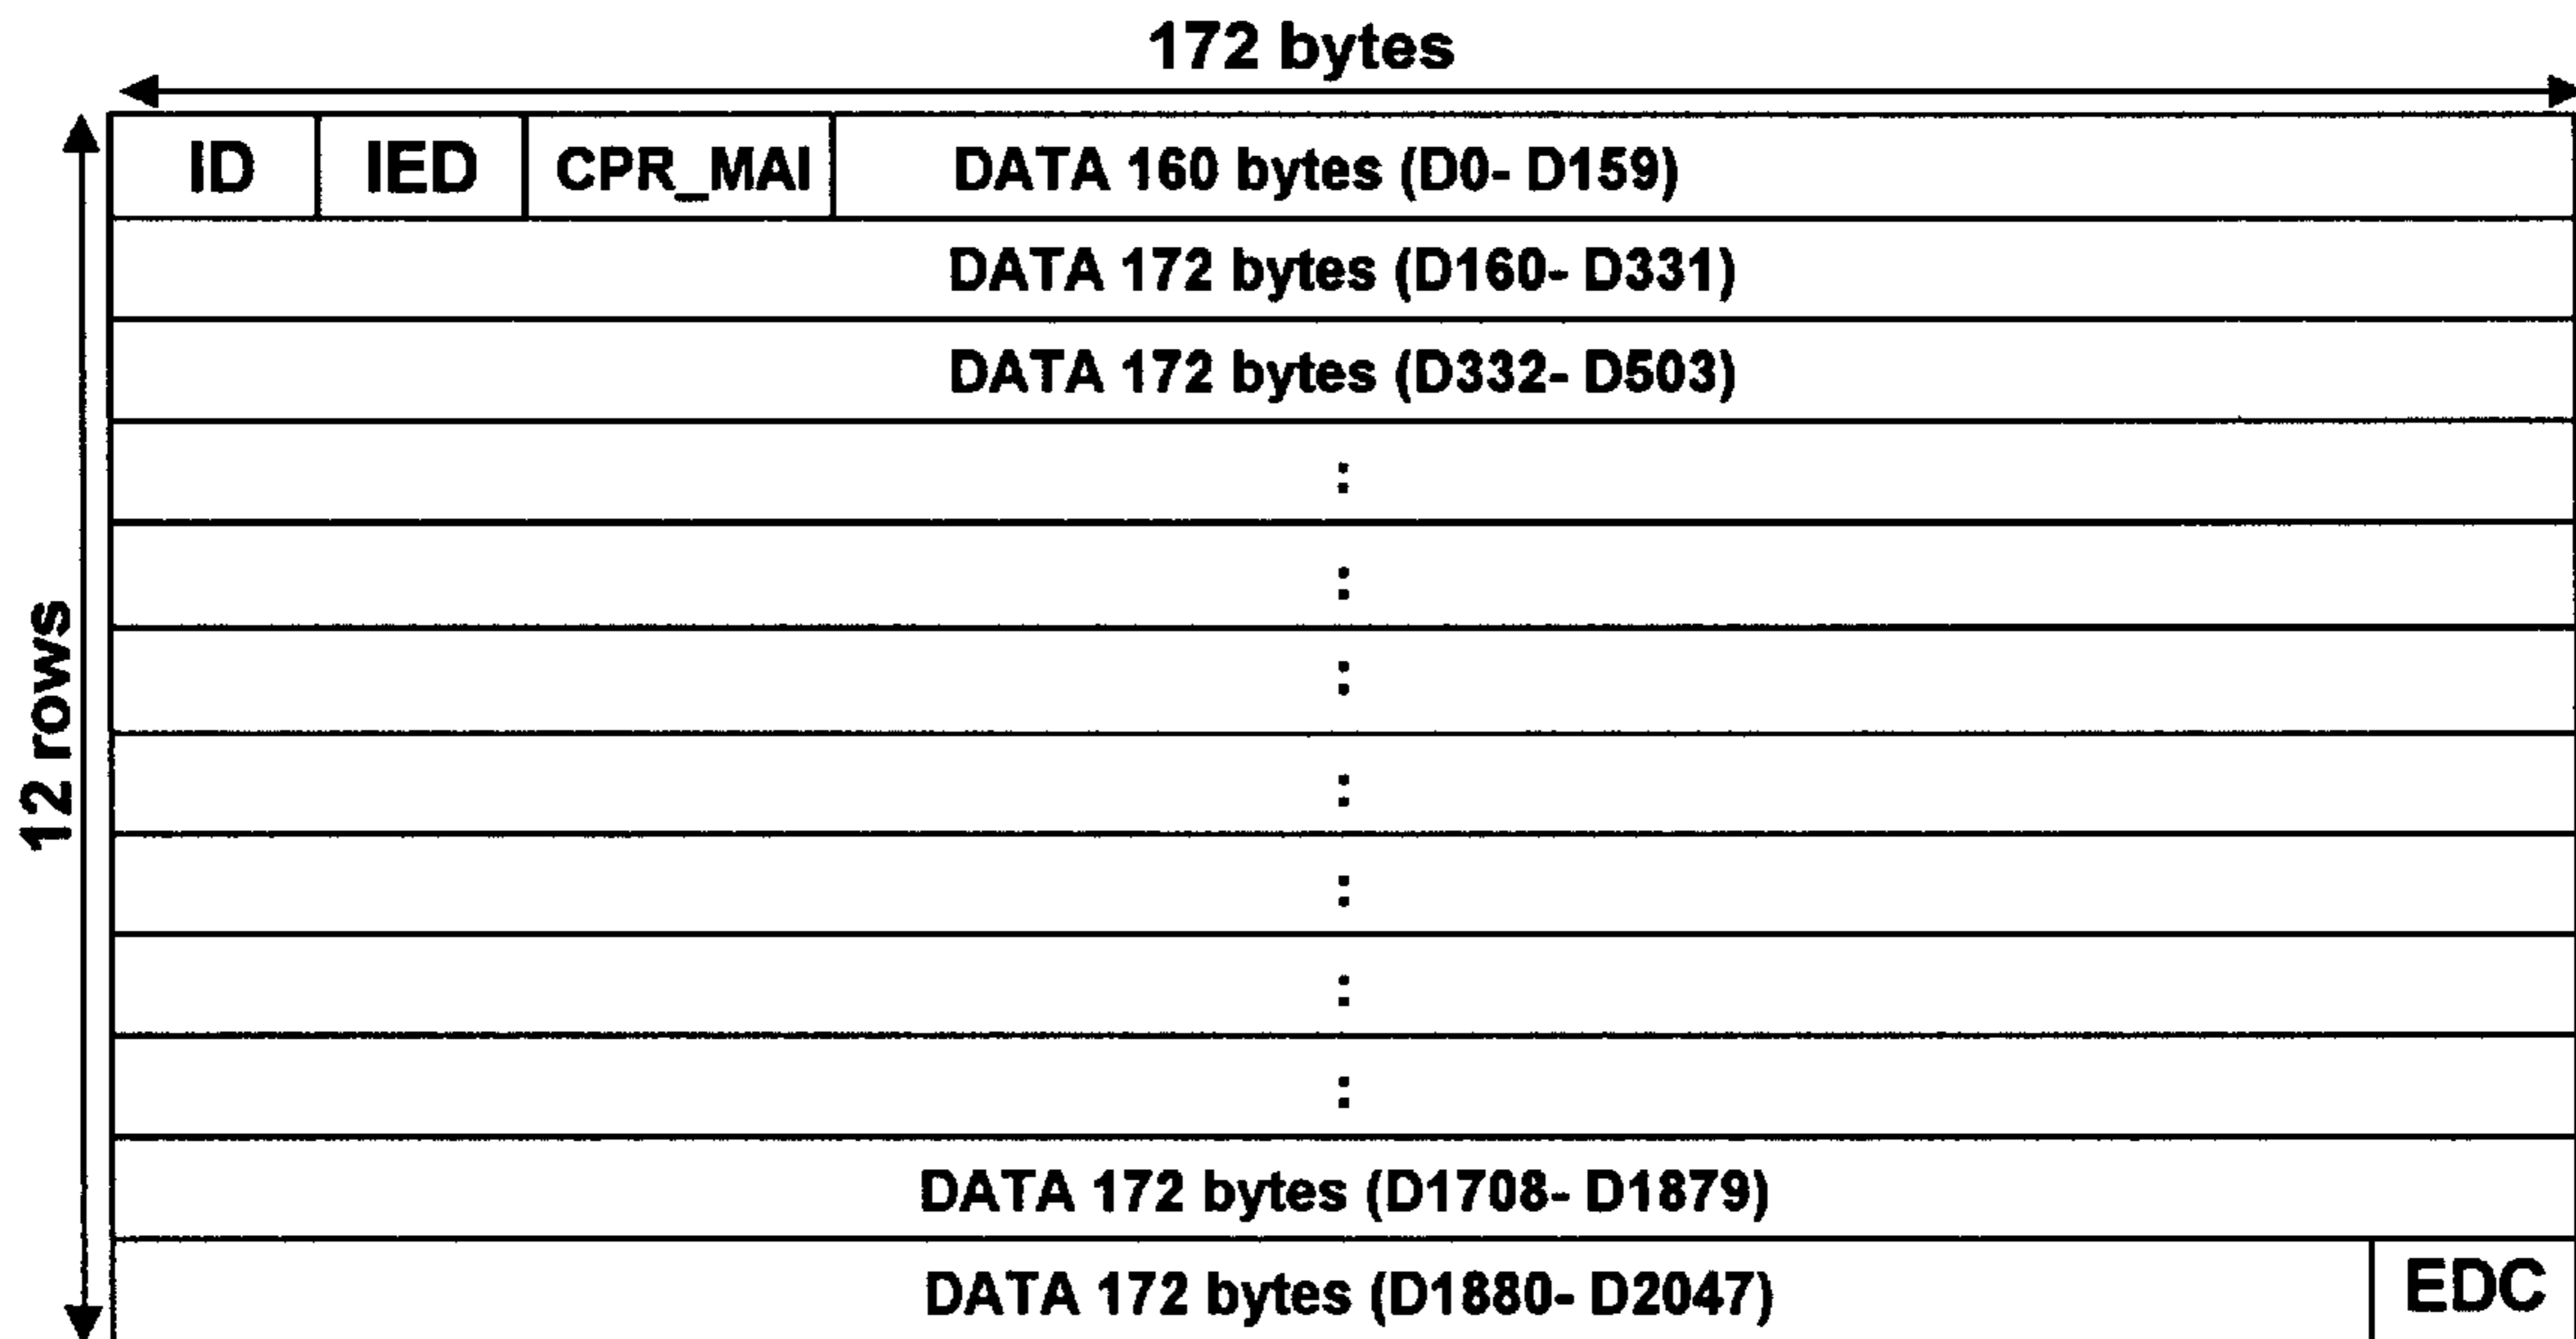 172 bytes
ID IED CPR_MAI DATA 160 bytes (D0- D159)
DATA 172 bytes (D160- D331)
DATA 172 bytes (D332- D503)
:
:
:
:
:
:
:
12 rows
DATA 172 bytes (D1708- D1879)
DATA 172 bytes (D1880- D2047) EDC